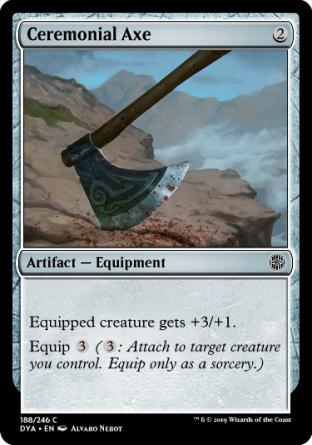 Ceremonial Axe 2
Artifact — Equipment
Equipped creature gets +3/+1.
Equip 3 (3: Attach to target creature
you control. Equip only as a sorcery.)
188/246 C
DYA • EN Alvaro Nebot
™ & © 2019 Wizards of the Coast